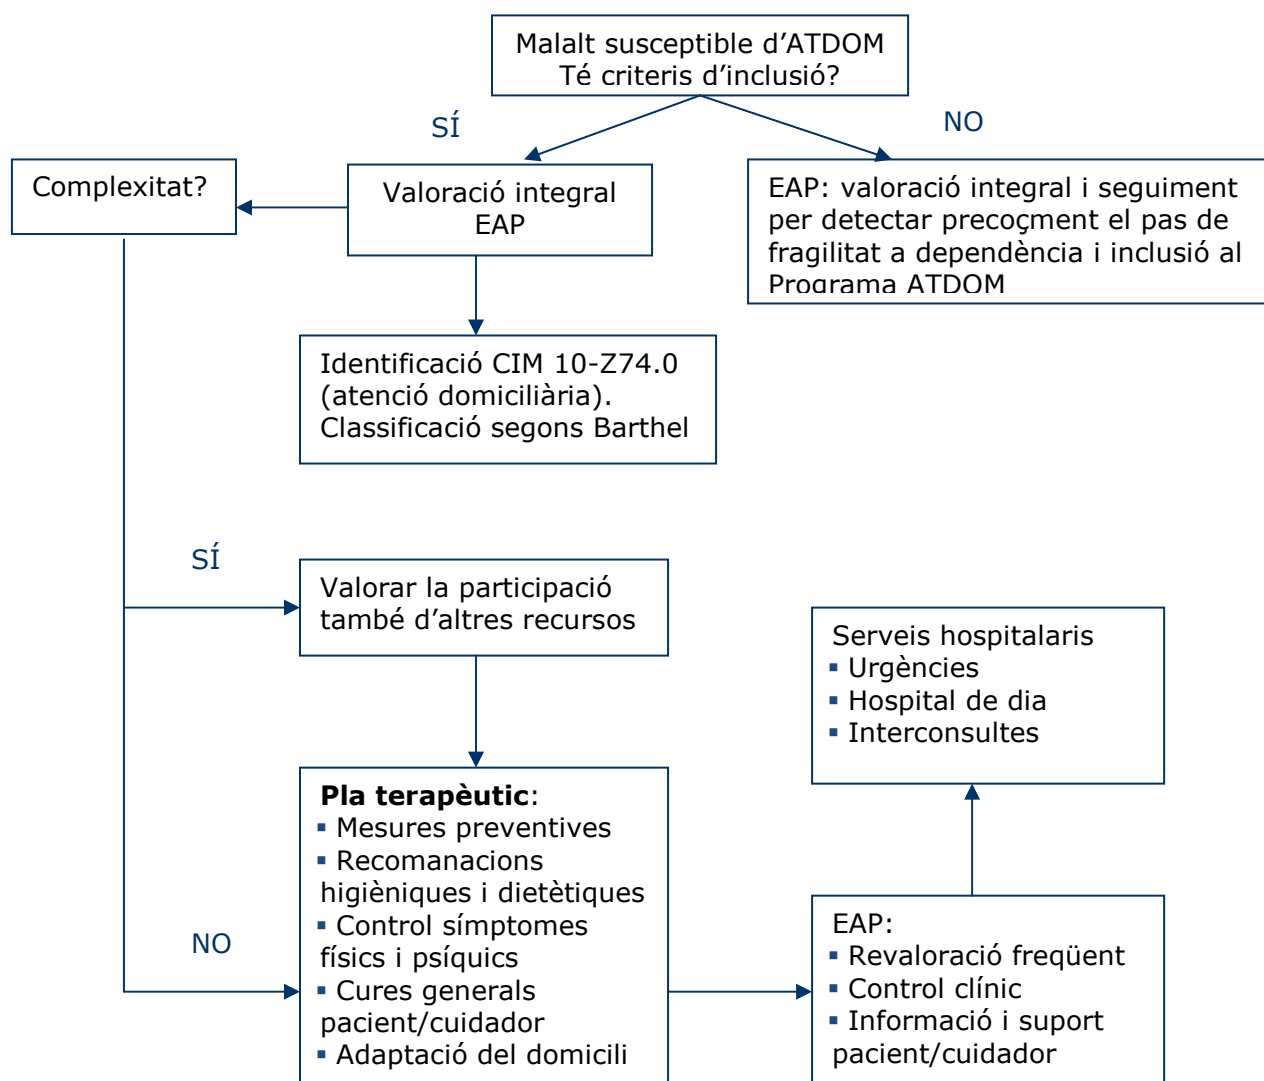 Malalt susceptible d’ATDOM
Té criteris d’inclusió?
SÍ
NO
Complexitat?
Valoració integral
EAP
EAP: valoració integral i seguiment
per detectar precoçment el pas de
fragilitat a dependència i inclusió al
Programa ATDOM
Identificació CIM 10-Z74.0
(atenció domiciliària).
Classificació segons Barthel
SÍ
Valorar la participació
també d’altres recursos
Serveis hospitalaris
▪ Urgències
▪ Hospital de dia
▪ Interconsultes
NO
Pla terapèutic:
▪ Mesures preventives
▪ Recomanacions
higièniques i dietètiques
▪ Control símptomes
físics i psíquics
▪ Cures generals
pacient/cuidador
▪ Adaptació del domicili
EAP:
▪ Revaloració freqüent
▪ Control clínic
▪ Informació i suport
pacient/cuidador